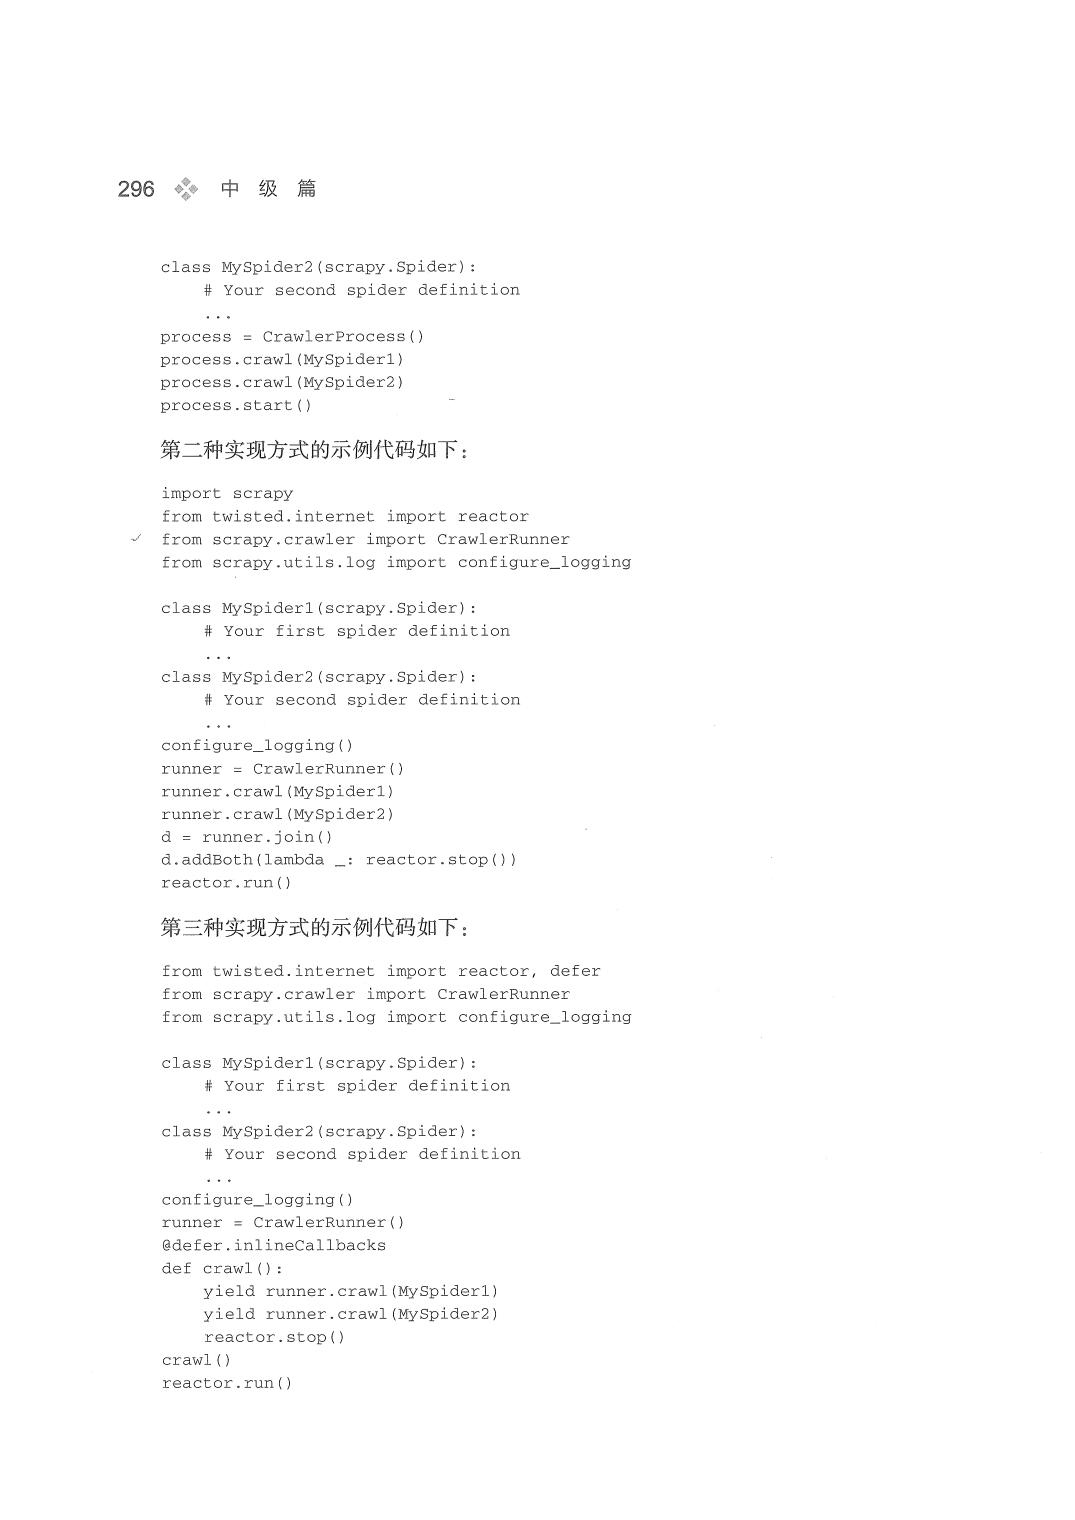 296 中 级 篇
class MySpider2(scrapy.Spider):
    # Your second spider definition
    ...
process = CrawlerProcess()
process.crawl(MySpider1)
process.crawl(MySpider2)
process.start()
第二种实现方式的示例代码如下：
import scrapy
from twisted.internet import reactor
from scrapy.crawler import CrawlerRunner
from scrapy.utils.log import configure_logging
class MySpider1(scrapy.Spider):
    # Your first spider definition
    ...
class MySpider2(scrapy.Spider):
    # Your second spider definition
    ...
configure_logging()
runner = CrawlerRunner()
runner.crawl(MySpider1)
runner.crawl(MySpider2)
d = runner.join()
d.addBoth(lambda _: reactor.stop())
reactor.run()
第三种实现方式的示例代码如下：
from twisted.internet import reactor, defer
from scrapy.crawler import CrawlerRunner
from scrapy.utils.log import configure_logging
class MySpider1(scrapy.Spider):
    # Your first spider definition
    ...
class MySpider2(scrapy.Spider):
    # Your second spider definition
    ...
configure_logging()
runner = CrawlerRunner()
@defer.inlineCallbacks
def crawl():
    yield runner.crawl(MySpider1)
    yield runner.crawl(MySpider2)
    reactor.stop()
crawl()
reactor.run()